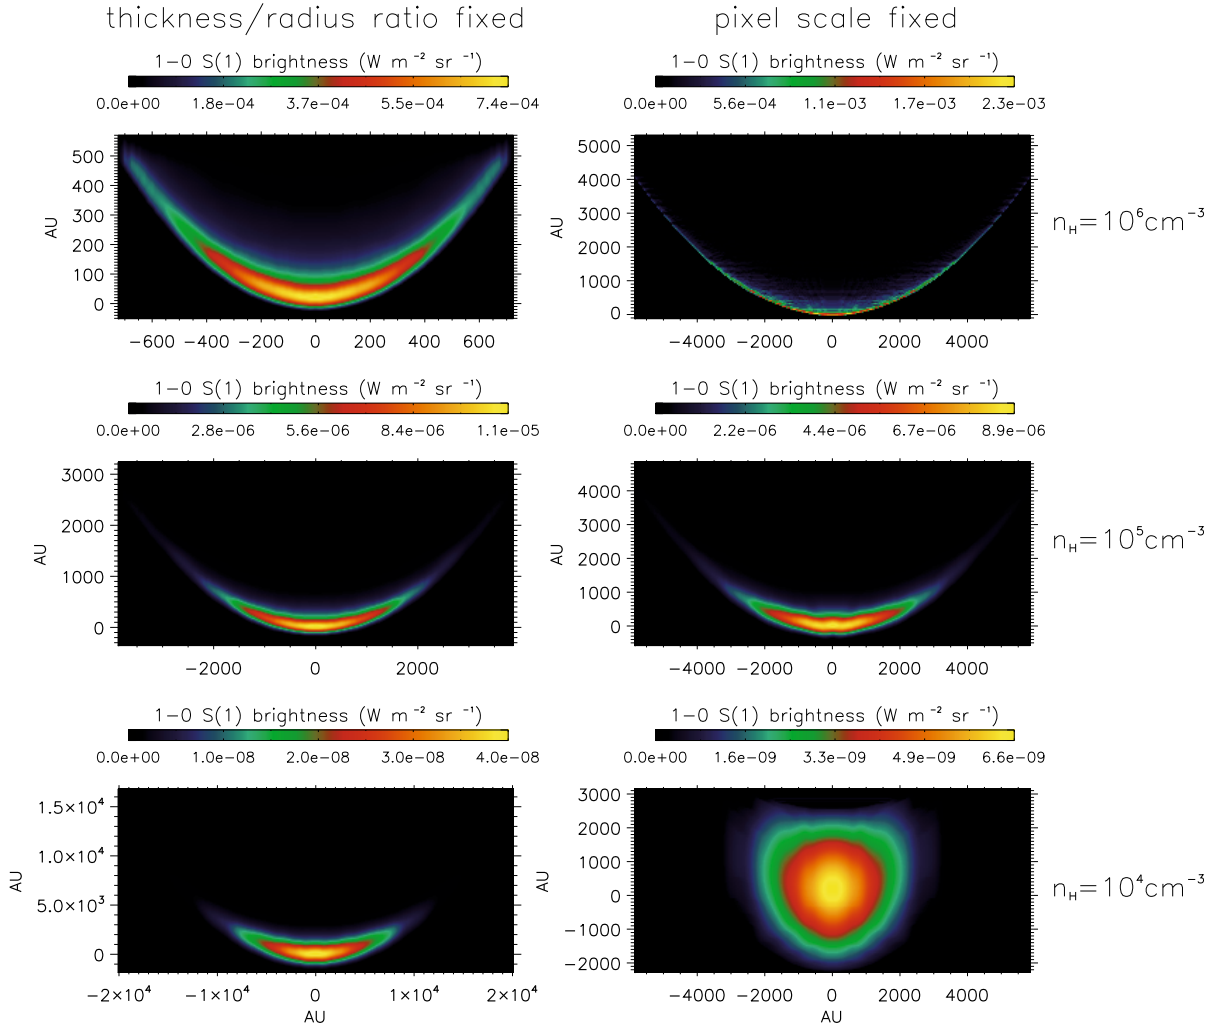 thickness/radius ratio fixed
pixel scale fixed
1−0 S(1) brightness (W m⁻² sr⁻¹)
0.0e+00 1.8e−04 3.7e−04 5.5e−04 7.4e−04
500
400
300
200
100
0
AU
−600 −400 −200 0 200 400 600
1−0 S(1) brightness (W m⁻² sr⁻¹)
0.0e+00 5.6e−04 1.1e−03 1.7e−03 2.3e−03
5000
4000
3000
2000
1000
0
AU
−4000 −2000 0 2000 4000
n_H=10⁶cm⁻³
1−0 S(1) brightness (W m⁻² sr⁻¹)
0.0e+00 2.8e−06 5.6e−06 8.4e−06 1.1e−05
3000
2000
1000
0
AU
−2000 0 2000
1−0 S(1) brightness (W m⁻² sr⁻¹)
0.0e+00 2.2e−06 4.4e−06 6.7e−06 8.9e−06
4000
3000
2000
1000
0
AU
−4000 −2000 0 2000 4000
n_H=10⁵cm⁻³
1−0 S(1) brightness (W m⁻² sr⁻¹)
0.0e+00 1.0e−08 2.0e−08 3.0e−08 4.0e−08
1.5×10⁴
1.0×10⁴
5.0×10³
0
AU
−2×10⁴ −1×10⁴ 0 1×10⁴ 2×10⁴
AU
1−0 S(1) brightness (W m⁻² sr⁻¹)
0.0e+00 1.6e−09 3.3e−09 4.9e−09 6.6e−09
3000
2000
1000
0
−1000
−2000
AU
−4000 −2000 0 2000 4000
AU
n_H=10⁴cm⁻³